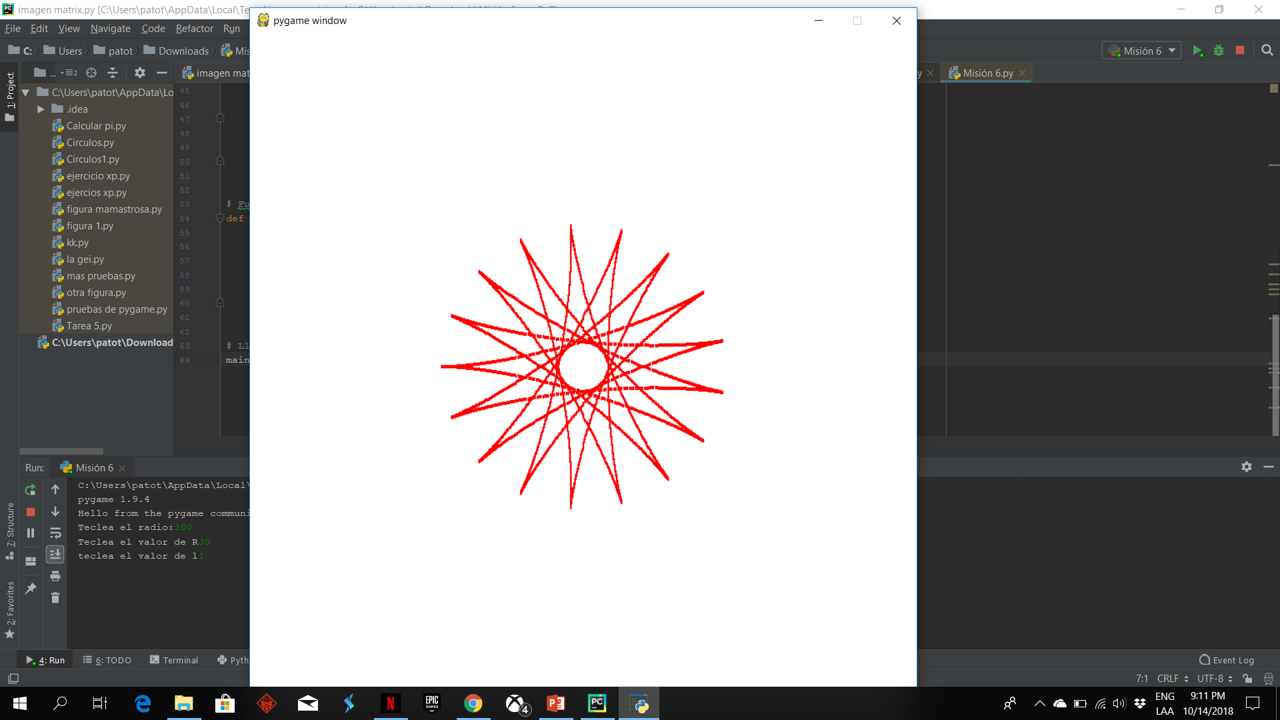 imagen matrix.py [C:\Users\patot\AppData\Local\Te
pygame window
File Edit View Navigate Code Refactor Run
C: Users patot Downloads Mis
Misión 6
1: Project
imagen mat
y
Misión 6.py
C:\Users\patot\AppData\Lo
.idea
Calcular pi.py
Circulos.py
Circulos1.py
ejercicio xp.py
ejercios xp.py
figura mamastrosa.py
figura 1.py
kk.py
la gei.py
mas pruebas.py
otra figura.py
pruebas de pygame.py
Tarea 5.py
C:\Users\patot\Download
45
46
47
48
49
50
51
52
53 # Fu
54 def
55
56
57
58
59
60
61
62
63 # Ll
64 main
Run: Misión 6
C:\Users\patot\AppData\Local\
pygame 1.9.4
Hello from the pygame communi
Teclea el radio:100
Teclea el valor de R30
teclea el valor de l1
7: Structure
2: Favorites
4: Run 6: TODO Terminal Pyth
Event Log
7:1 CRLF UTF-8
N
EPIC GAMES
4
ENG
LAA
9:11 PM
10/14/2018